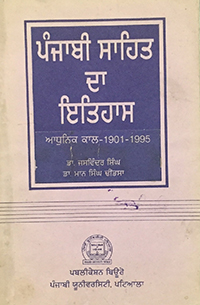 ਪੰਜਾਬੀ ਸਾਹਿਤ
ਦਾ
ਇਤਿਹਾਸ
ਆਧੁਨਿਕ ਕਾਲ-1901-1995
ਡਾ. ਜਸਵਿੰਦਰ ਸਿੰਘ
ਡਾ. ਮਾਨ ਸਿੰਘ ਢੀਂਡਸਾ
ਪਬਲੀਕੇਸ਼ਨ ਬਿਊਰੋ
ਪੰਜਾਬੀ ਯੂਨੀਵਰਸਿਟੀ, ਪਟਿਆਲਾ